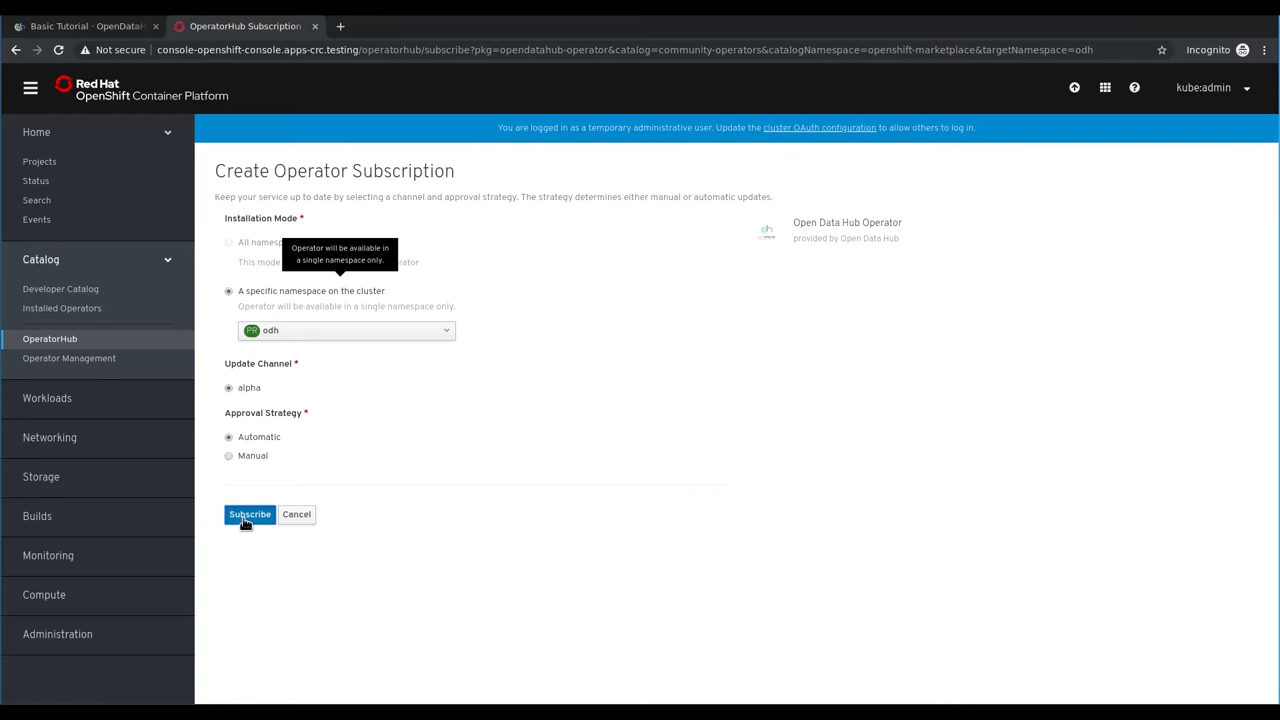 Basic Tutorial - OpenDataH
OperatorHub Subscription
Not secure
console-openshift-console.apps-crc.testing/operatorhub/subscribe?pkg=opendatahub-operator&catalog=community-operators&catalogNamespace=openshift-marketplace&targetNamespace=odh
Incognito
Red Hat
OpenShift Container Platform
kube:admin
You are logged in as a temporary administrative user. Update the cluster OAuth configuration to allow others to log in.
Home
Projects
Status
Search
Events
Catalog
Developer Catalog
Installed Operators
OperatorHub
Operator Management
Workloads
Networking
Storage
Builds
Monitoring
Compute
Administration
Create Operator Subscription
Keep your service up to date by selecting a channel and approval strategy. The strategy determines either manual or automatic updates.
Installation Mode *
All namesp
This mode
rator
Operator will be available in
a single namespace only.
A specific namespace on the cluster
Operator will be available in a single namespace only.
PR odh
Update Channel *
alpha
Approval Strategy *
Automatic
Manual
Subscribe
Cancel
Open Data Hub Operator
provided by Open Data Hub